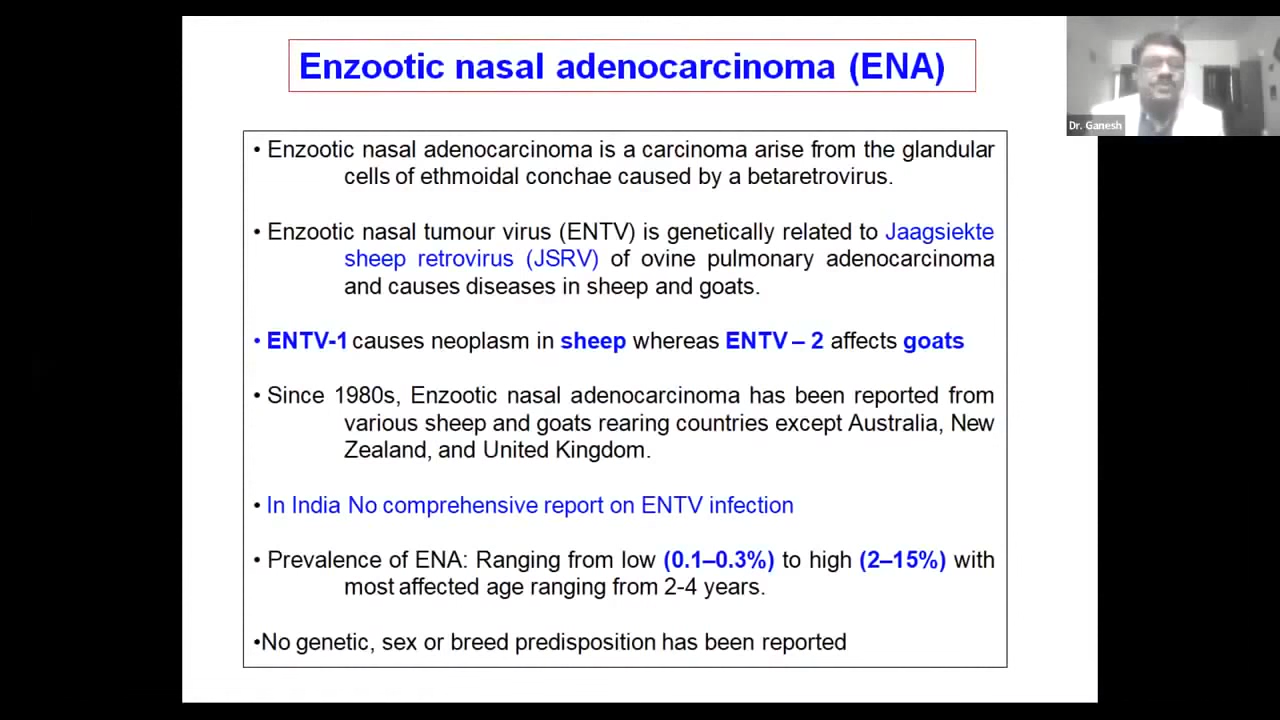 Enzootic nasal adenocarcinoma (ENA)
Dr. Ganesh
• Enzootic nasal adenocarcinoma is a carcinoma arise from the glandular
cells of ethmoidal conchae caused by a betaretrovirus.
• Enzootic nasal tumour virus (ENTV) is genetically related to Jaagsiekte
sheep retrovirus (JSRV) of ovine pulmonary adenocarcinoma
and causes diseases in sheep and goats.
• ENTV-1 causes neoplasm in sheep whereas ENTV – 2 affects goats
• Since 1980s, Enzootic nasal adenocarcinoma has been reported from
various sheep and goats rearing countries except Australia, New
Zealand, and United Kingdom.
• In India No comprehensive report on ENTV infection
• Prevalence of ENA: Ranging from low (0.1–0.3%) to high (2–15%) with
most affected age ranging from 2-4 years.
•No genetic, sex or breed predisposition has been reported